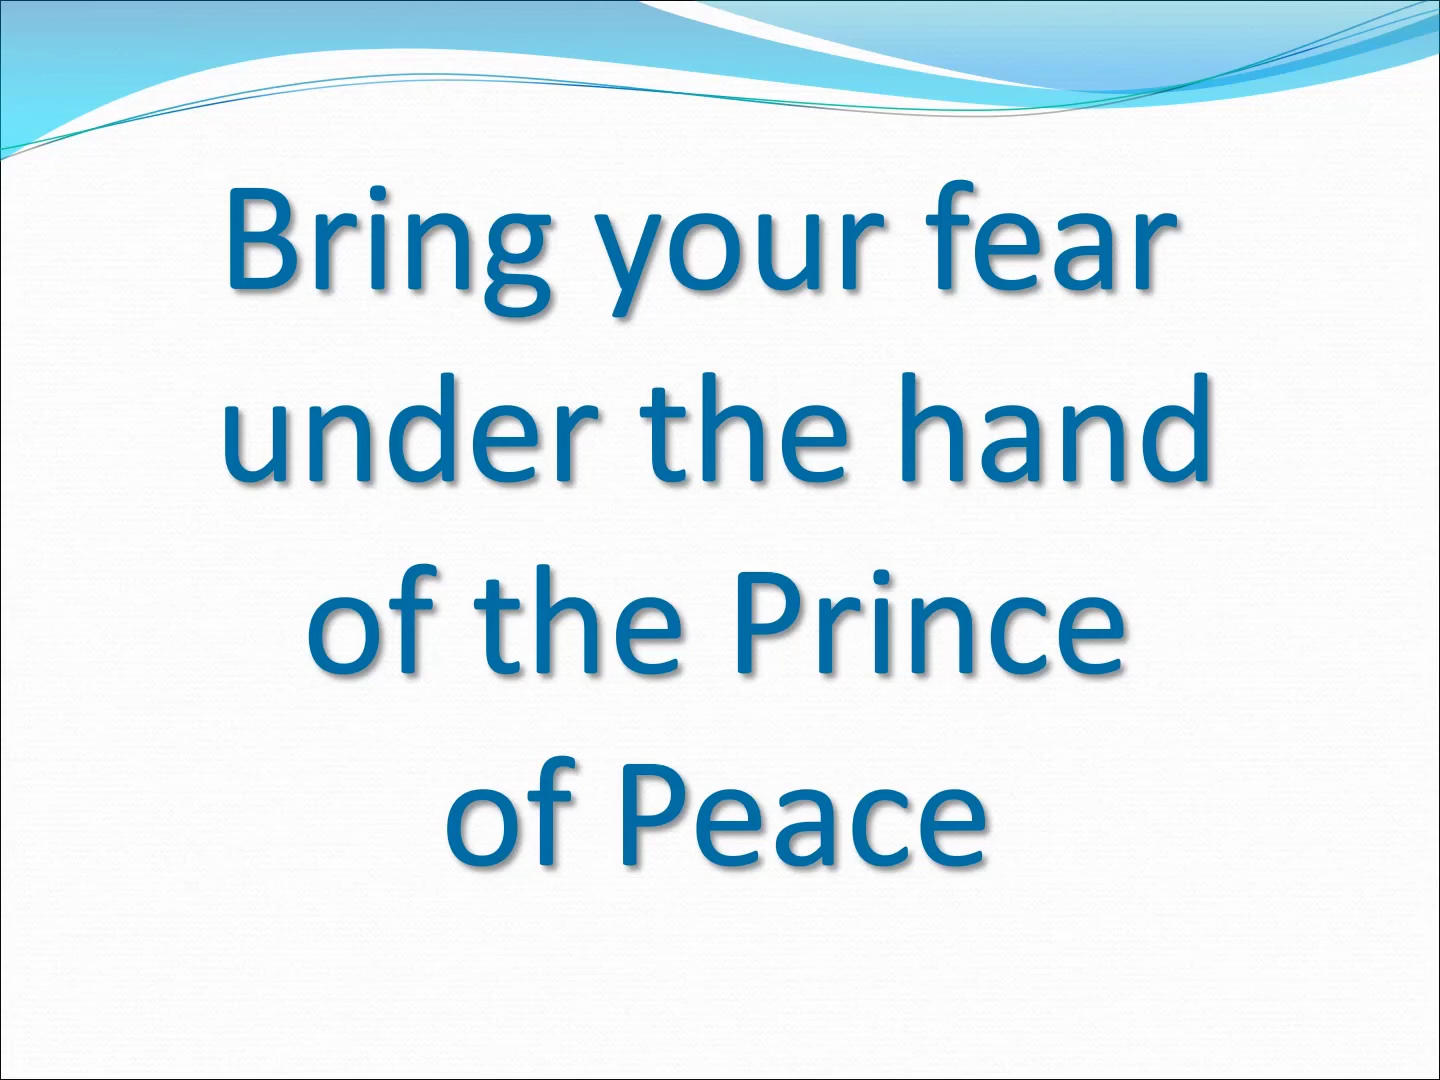 Bring your fear
under the hand
of the Prince
of Peace